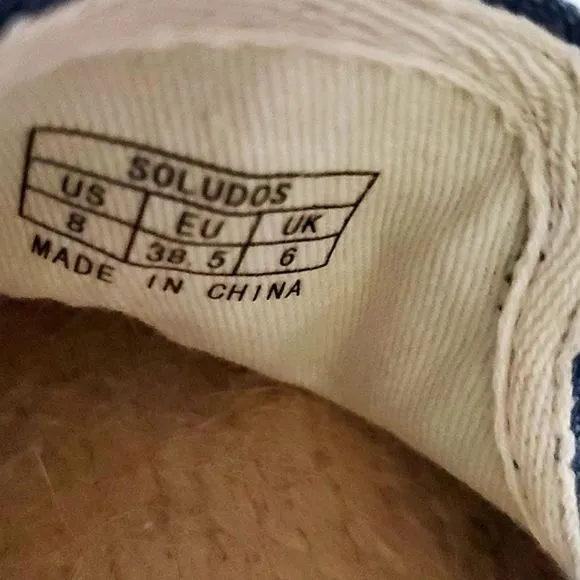 SOLUDOS
US EU UK
8 38.5 6
MADE IN CHINA